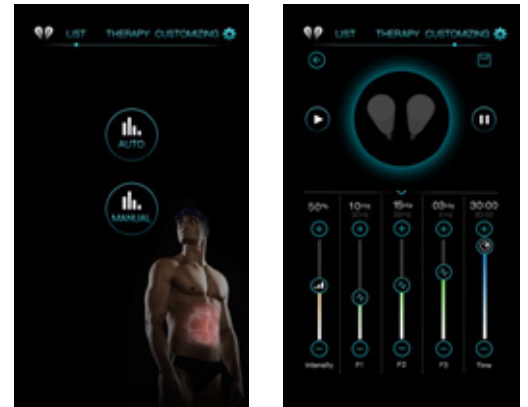 LIST THERAPY CUSTOMIZING
AUTO
MANUAL
LIST THERAPY CUSTOMIZING
50% 10Hz 15Hz 03Hz 30:00
Intensity F1 F2 F3 Time